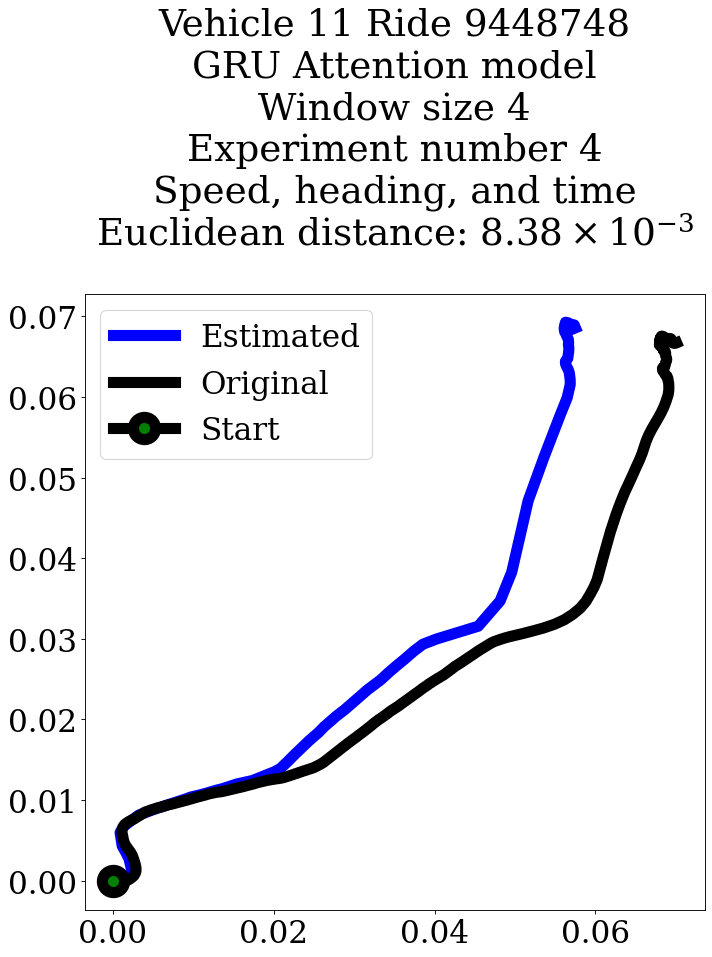 Vehicle 11 Ride 9448748
GRU Attention model
Window size 4
Experiment number 4
Speed, heading, and time
Euclidean distance: 8.38 × 10⁻³
Estimated
Original
Start
0.07
0.06
0.05
0.04
0.03
0.02
0.01
0.00
0.00 0.02 0.04 0.06